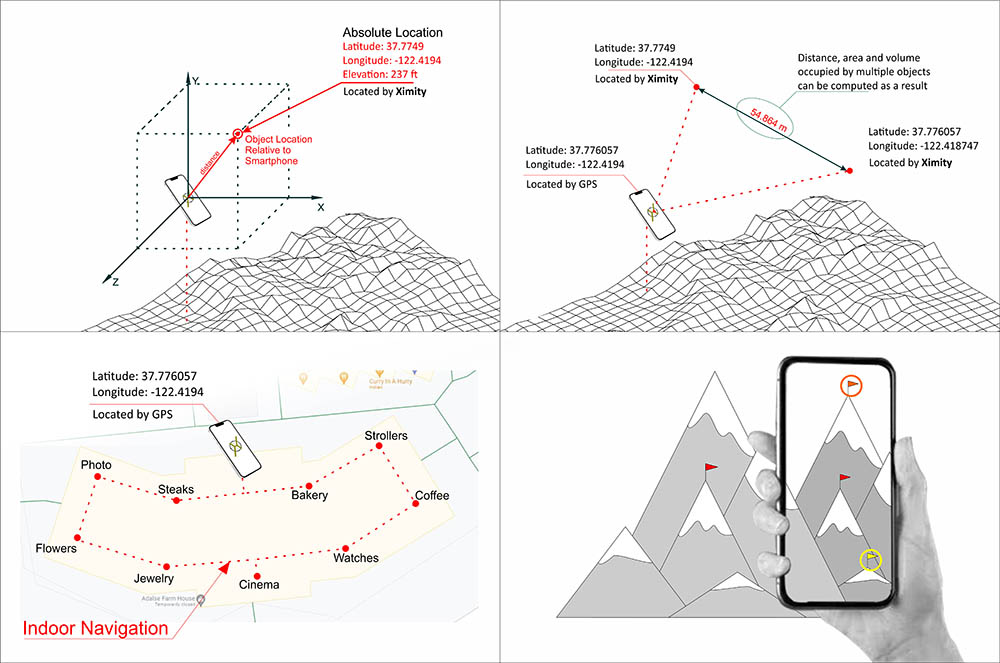 Absolute Location
Latitude: 37.7749
Longitude: -122.4194
Elevation: 237 ft
Located by Ximity
Y
Object Location
Relative to
Smartphone
distance
X
Z
Latitude: 37.7749
Longitude: -122.4194
Located by Ximity
Distance, area and volume
occupied by multiple objects
can be computed as a result
54.864 m
Latitude: 37.776057
Longitude: -122.418747
Located by Ximity
Latitude: 37.776057
Longitude: -122.4194
Located by GPS
Latitude: 37.776057
Longitude: -122.4194
Located by GPS
Curry In A Hurry
Indian
Strollers
Photo
Steaks
Bakery
Coffee
Flowers
Watches
Jewelry
Cinema
Adalise Farm House
Temporarily closed
Indoor Navigation